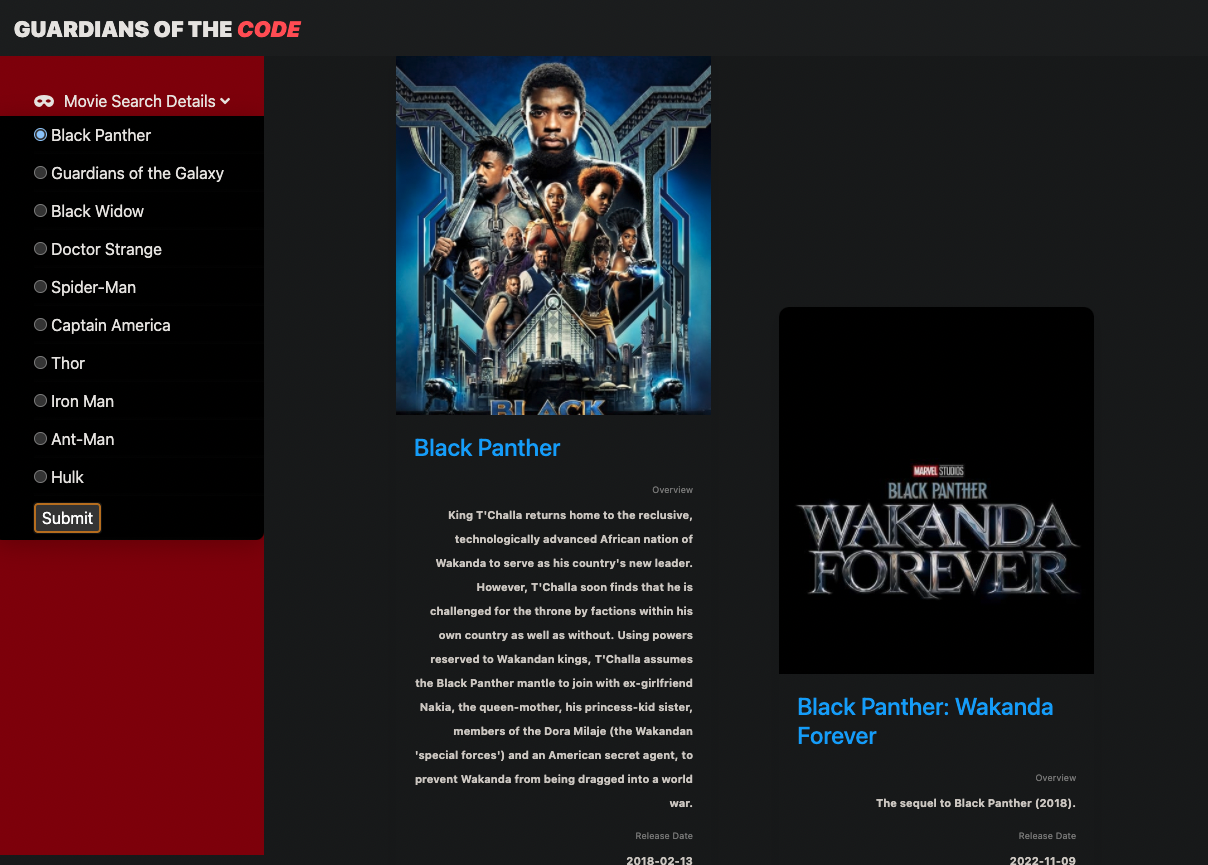 GUARDIANS OF THE CODE
Movie Search Details
Black Panther
Guardians of the Galaxy
Black Widow
Doctor Strange
Spider-Man
Captain America
Thor
Iron Man
Ant-Man
Hulk
Submit
BLACK
Black Panther
Overview
King T'Challa returns home to the reclusive,
technologically advanced African nation of
Wakanda to serve as his country's new leader.
However, T'Challa soon finds that he is
challenged for the throne by factions within his
own country as well as without. Using powers
reserved to Wakandan kings, T'Challa assumes
the Black Panther mantle to join with ex-girlfriend
Nakia, the queen-mother, his princess-kid sister,
members of the Dora Milaje (the Wakandan
'special forces') and an American secret agent, to
prevent Wakanda from being dragged into a world
war.
Release Date
2018-02-13
MARVEL STUDIOS
BLACK PANTHER
WAKANDA
FOREVER
Black Panther: Wakanda
Forever
Overview
The sequel to Black Panther (2018).
Release Date
2022-11-09